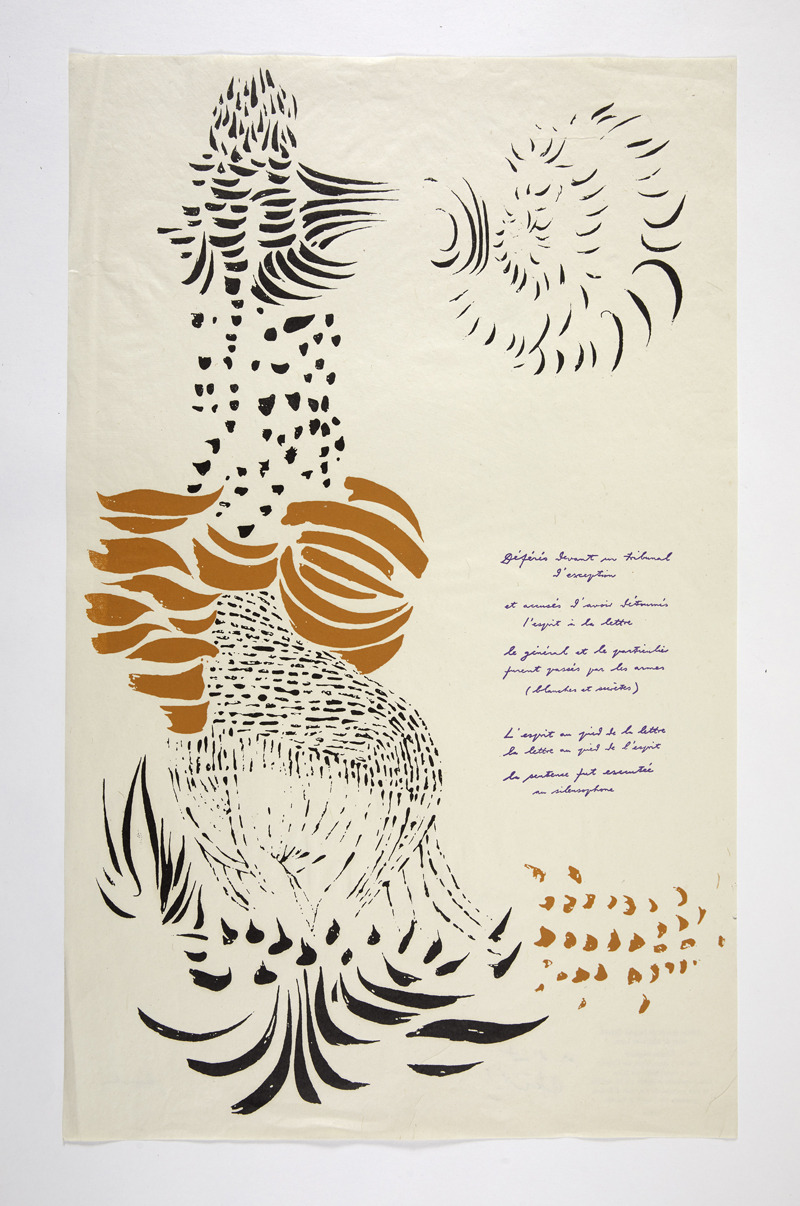 Déférés devant un tribunal
d'exception
et accusés d'avoir détourné
l'esprit à la lettre
le général et le particulier
furent passés par les armes
(blanches et secrètes)
L'esprit au pied de la lettre
la lettre au pied de l'esprit
la sentence fut exécutée
au silensophone